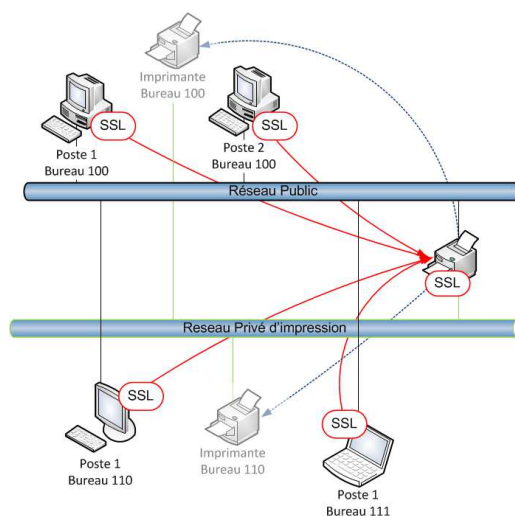 Imprimante
Bureau 100
SSL
SSL
Poste 1
Bureau 100
Poste 2
Bureau 100
Réseau Public
SSL
Reseau Privé d'impression
SSL
SSL
Poste 1
Bureau 110
Imprimante
Bureau 110
Poste 1
Bureau 111